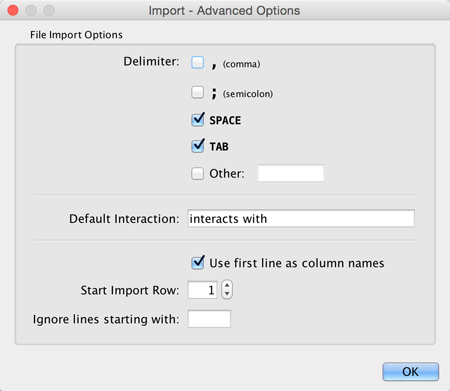 Import - Advanced Options
File Import Options
Delimiter: , (comma)
; (semicolon)
SPACE
TAB
Other:
Default Interaction: interacts with
Use first line as column names
Start Import Row: 1
Ignore lines starting with:
OK